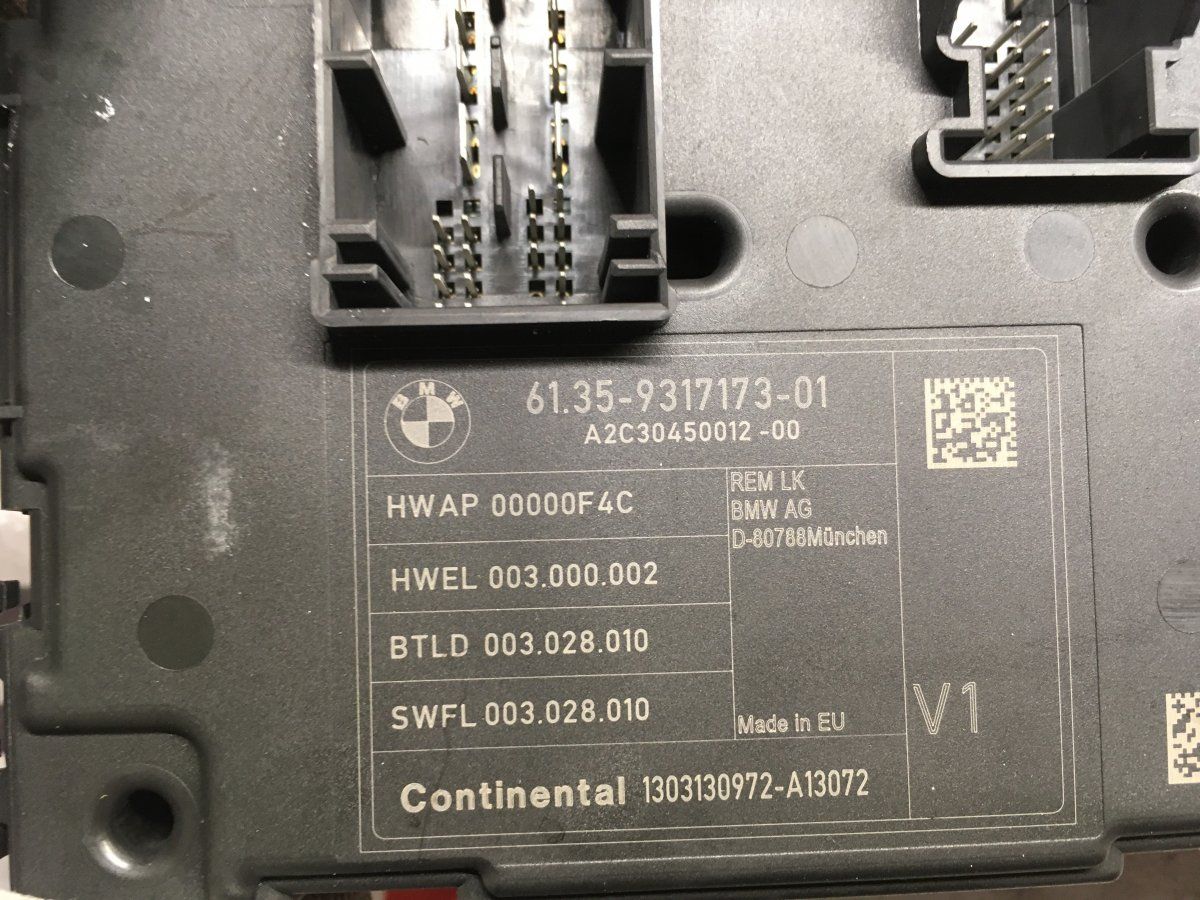 BMW
61.35-9317173-01
A2C30450012 -00
HWAP 00000F4C
REM LK
BMW AG
D-80788München
HWEL 003.000.002
BTLD 003.028.010
SWFL 003.028.010
Made in EU
V1
Continental 1303130972-A13072